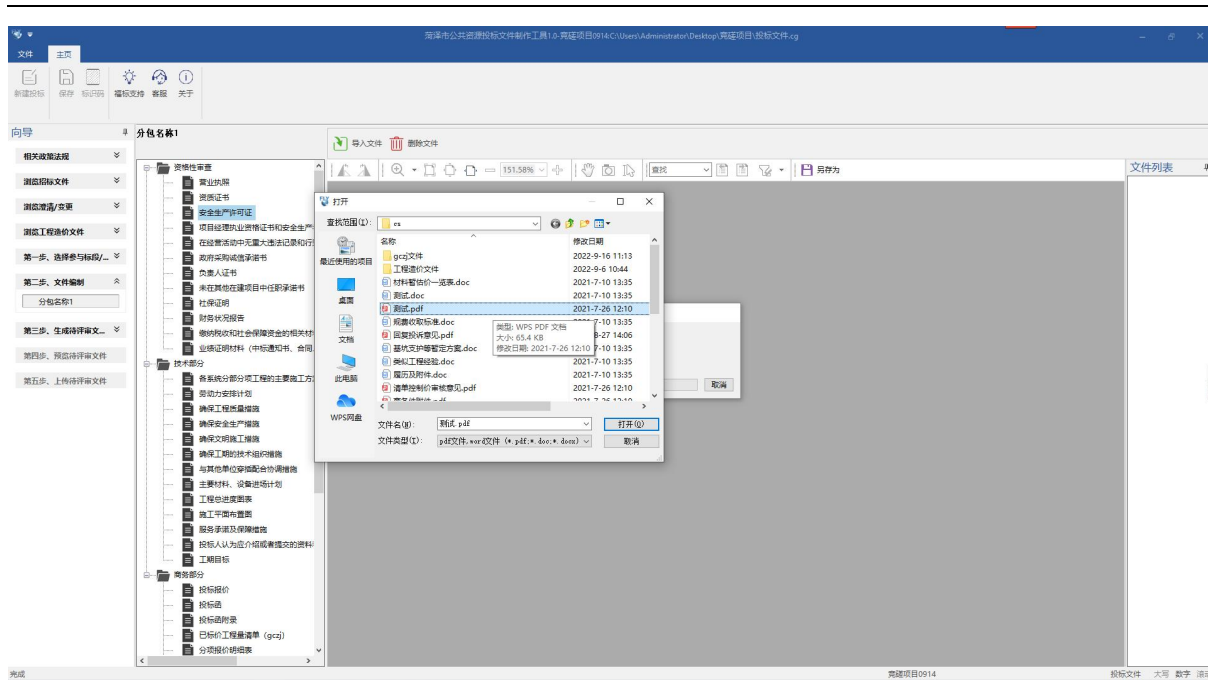 菏泽市公共资源投标文件制作工具1.0-竞磋项目0914:C:\Users\Administrator\Desktop\竞磋项目\投标文件.cg
文件 主页
新建投标 保存 标识码 福标支持 客服 关于
向导
相关政策法规
浏览招标文件
浏览澄清/变更
浏览工程造价文件
第一步、选择参与标段/...
第二步、文件编制
分包名称1
第三步、生成待评审文...
第四步、预览待评审文件
第五步、上传待评审文件
分包名称1
资格性审查
营业执照
资质证书
安全生产许可证
项目经理执业资格证书和安全生产
在经营活动中无重大违法记录和行
政府采购诚信承诺书
负责人证书
未在其他在建项目中任职承诺书
社保证明
财务状况报告
缴纳税收和社会保障资金的相关材
业绩证明材料（中标通知书、合同
技术部分
各系统分部分项工程的主要施工方
劳动力安排计划
确保工程质量措施
确保安全生产措施
确保文明施工措施
确保工期的技术组织措施
与其他单位穿插配合协调措施
主要材料、设备进场计划
工程总进度图表
施工平面布置图
服务承诺及保障措施
投标人认为应介绍或者提交的资料
工期目标
商务部分
投标报价
投标函
投标函附录
已标价工程量清单（gczj）
分项报价明细表
导入文件 删除文件
151.58% 查找 另存为
文件列表
打开
查找范围(I): cs
最近使用的项目
桌面
文档
此电脑
WPS网盘
名称 修改日期
gczj文件 2022-9-16 11:13
工程造价文件 2022-9-6 10:44
材料暂估价一览表.doc 2021-7-10 13:35
测试.doc 2021-7-10 13:35
测试.pdf 2021-7-26 12:10
规费收取标准.doc 7-10 13:35
回复投诉意见.pdf 8-27 14:06
基坑支护等暂定方案.doc 7-10 13:35
类似工程经验.doc 2021-7-10 13:35
履历及附件.doc 2021-7-10 13:35
清单控制价审核意见.pdf 2021-7-26 12:10
类型: WPS PDF 文档
大小: 65.4 KB
修改日期: 2021-7-26 12:10
文件名(N): 测试.pdf 打开(O)
文件类型(T): pdf文件,word文件 (*.pdf;*.doc;*.docx) 取消
取消
完成 竞磋项目0914 投标文件 大写 数字